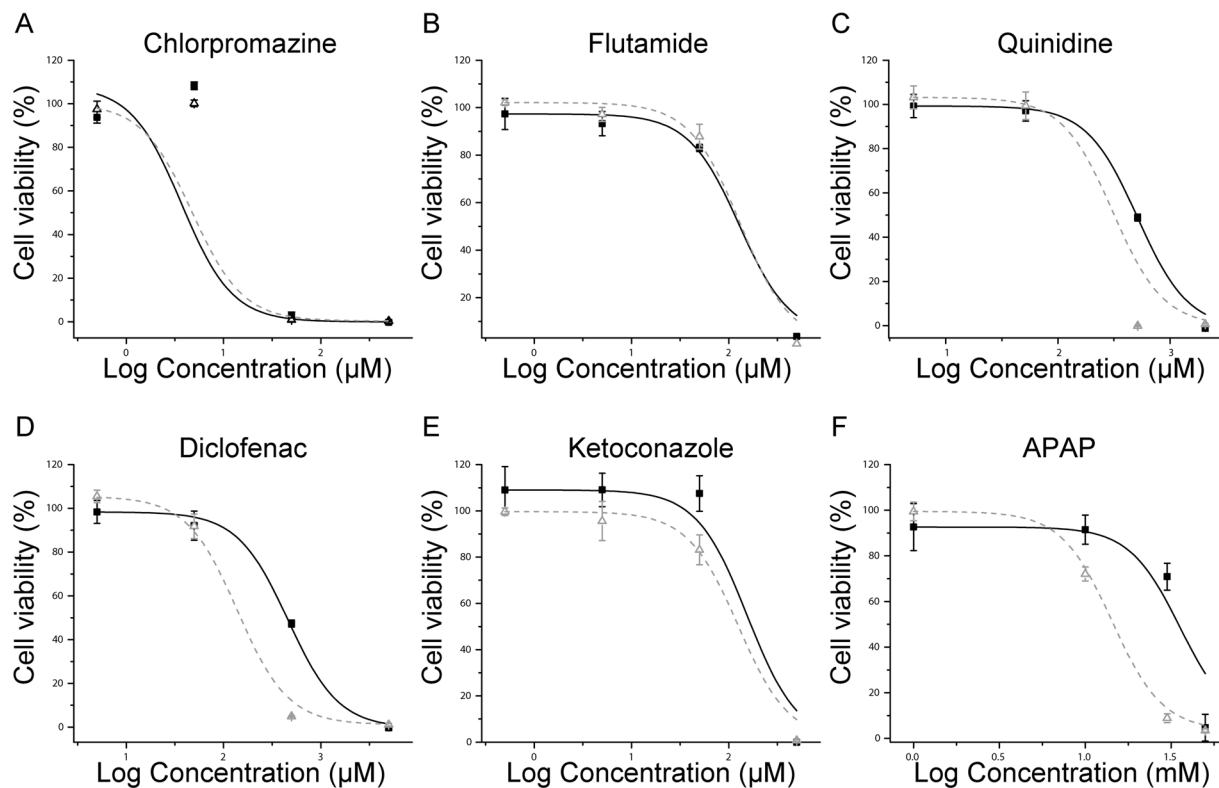 A
Chlorpromazine
Cell viability (%)
120
100
80
60
40
20
0
0
1
2
Log Concentration (µM)
B
Flutamide
Cell viability (%)
120
100
80
60
40
20
0
1
2
Log Concentration (µM)
C
Quinidine
Cell viability (%)
120
100
80
60
40
20
0
1
2
3
Log Concentration (µM)
D
Diclofenac
Cell viability (%)
120
100
80
60
40
20
0
1
2
3
Log Concentration (µM)
E
Ketoconazole
Cell viability (%)
120
100
80
60
40
20
0
0
1
2
Log Concentration (µM)
F
APAP
Cell viability (%)
120
100
80
60
40
20
0
0.0
0.5
1.0
1.5
Log Concentration (mM)